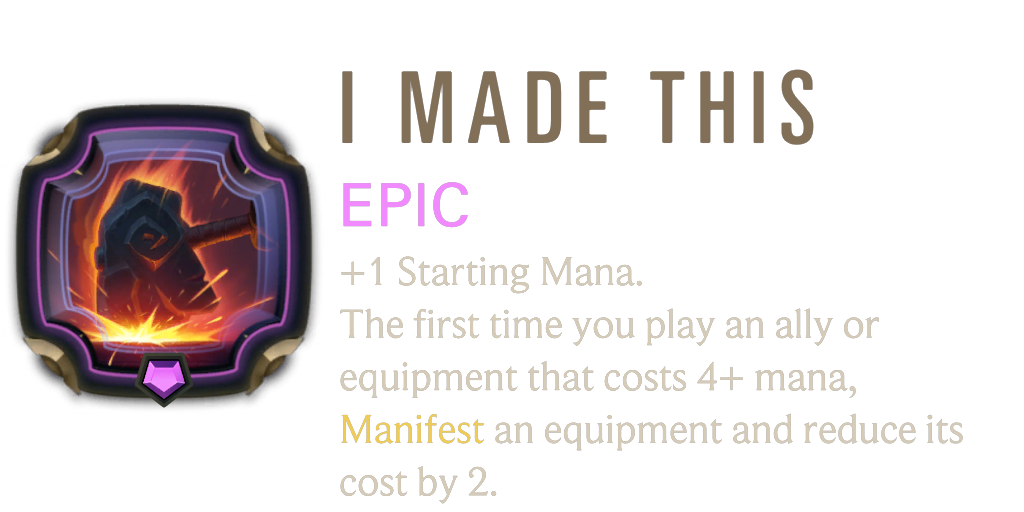 I MADE THIS
EPIC
+1 Starting Mana.
The first time you play an ally or
equipment that costs 4+ mana,
Manifest an equipment and reduce its
cost by 2.